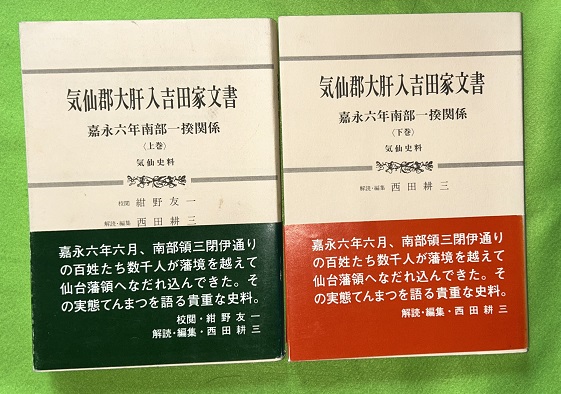 気仙郡大肝入吉田家文書
嘉永六年南部一揆関係
〈上巻〉
気仙史料
校閲 紺野友一
解読・編集 西田耕三
嘉永六年六月、南部領三閉伊通り
の百姓たち数千人が藩境を越えて
仙台藩領へなだれ込んできた。そ
の実態てんまつを語る貴重な史料。
校閲・紺野友一
解読・編集・西田耕三
気仙郡大肝入吉田家文書
嘉永六年南部一揆関係
〈下巻〉
気仙史料
解読・編集 西田耕三
嘉永六年六月、南部領三閉伊通り
の百姓たち数千人が藩境を越えて
仙台藩領へなだれ込んできた。そ
の実態てんまつを語る貴重な史料。
解読・編集・西田耕三